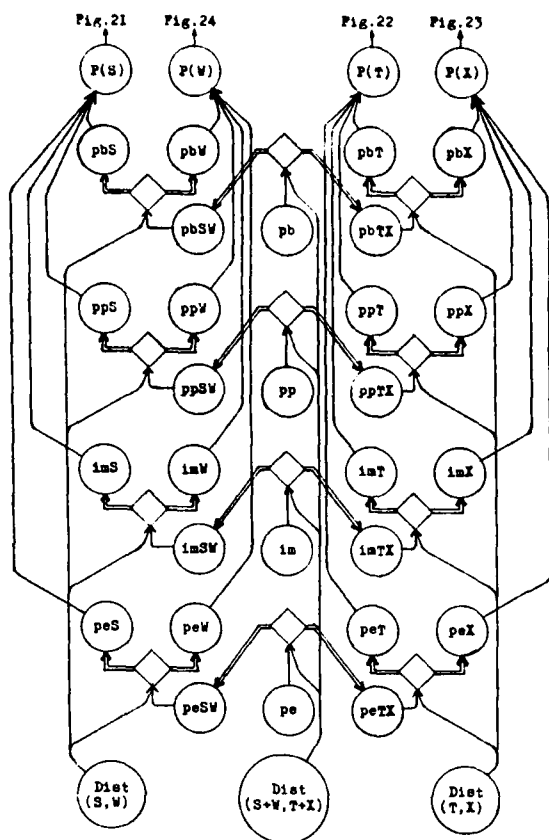 Fig.21 Fig.24 Fig.22 Fig.23
P(S) P(W) P(T) P(X)
pbS pbW pbT pbX
pbSW pb pbTX
ppS ppW ppT ppX
ppSW pp ppTX
imS imW imT imX
imSW im imTX
peS peW peT peX
peSW pe peTX
Dist Dist Dist
(S,W) (S+W,T+X) (T,X)